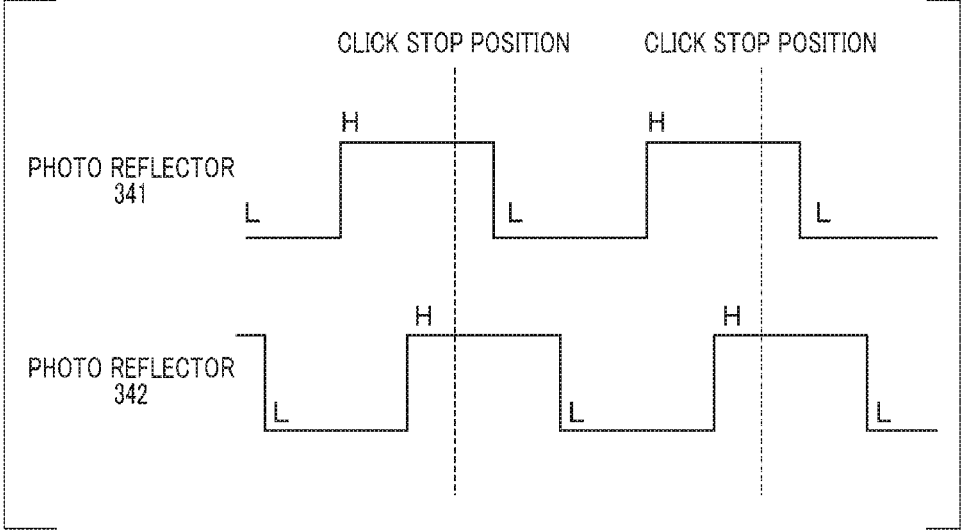 CLICK STOP POSITION CLICK STOP POSITION
H H
PHOTO REFLECTOR
341
L L L
H H
PHOTO REFLECTOR
342
L L L